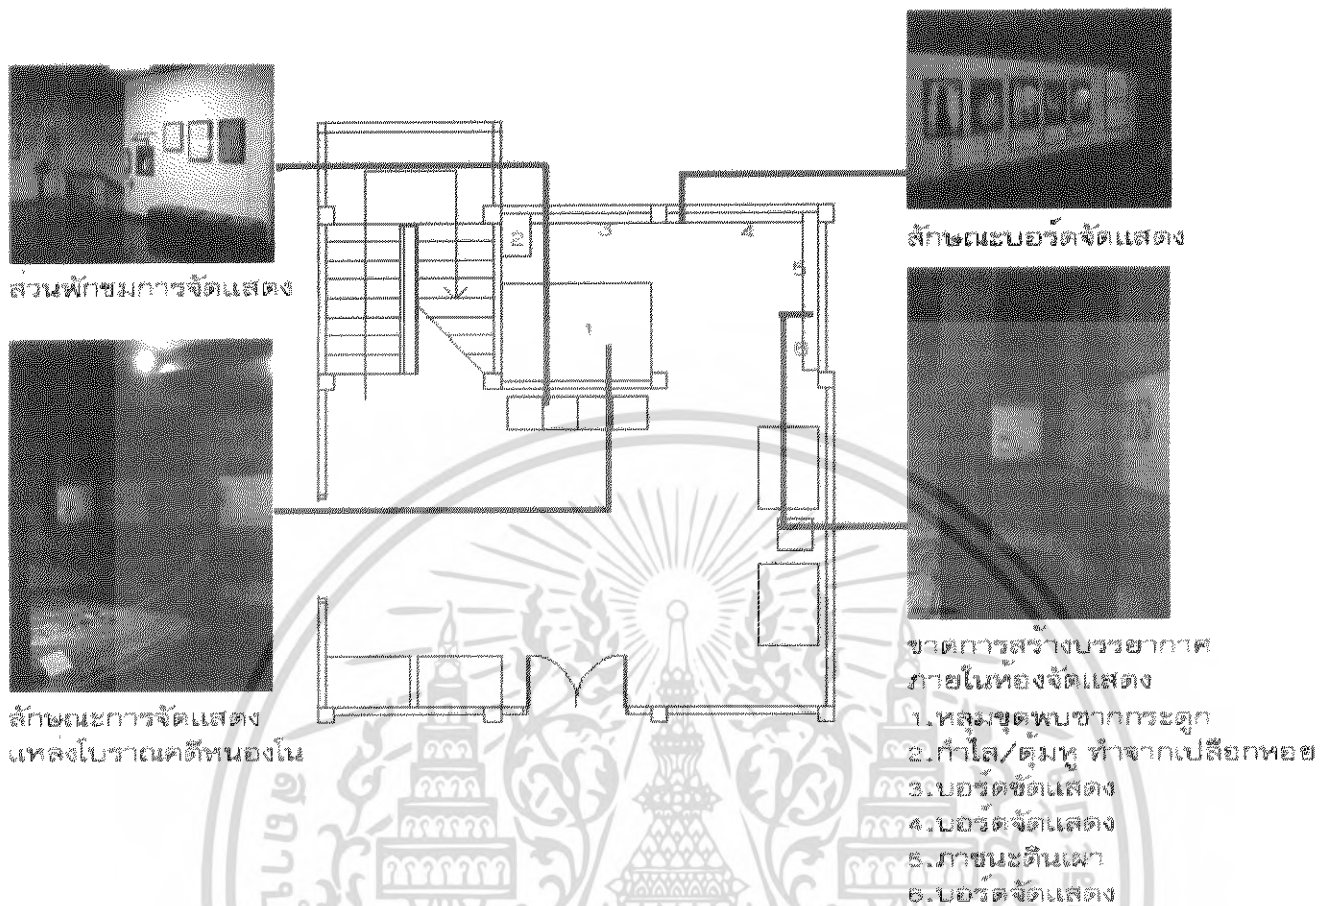 ส่วนพักชมการจัดแสดง
ลักษณะการจัดแสดง
แหล่งโบราณคดีหนองโน
1
2
3
4
5
6
ลักษณะบอร์ดจัดแสดง
ขาดการสร้างบรรยากาศ
ภายในห้องจัดแสดง
1.หลุมขุดพบซากกระดูก
2.กำไล/ตุ้มหู ทำจากเปลือกหอย
3.บอร์ดจัดแสดง
4.บอร์ดจัดแสดง
5.ภาชนะดินเผา
6.บอร์ดจัดแสดง